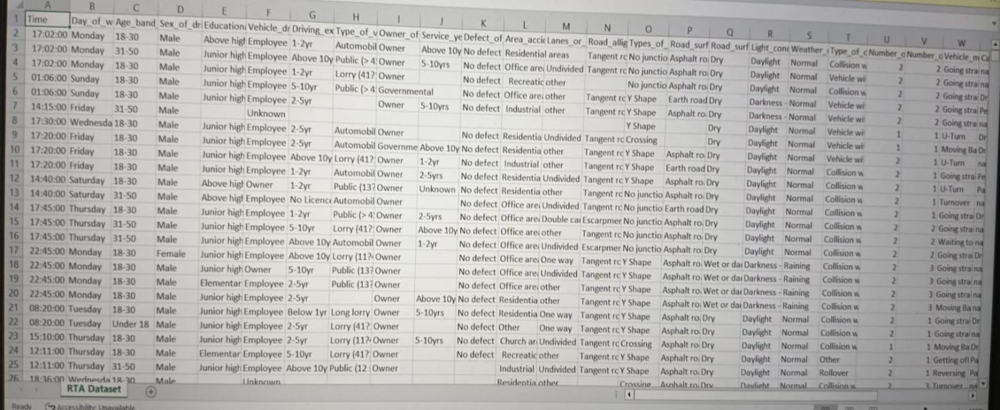 A B C D E F G H I J K L M N O P Q R S T U V W
1 Time Day_of_w Age_band_ Sex_of_dr Education Vehicle_dr Driving_ex Type_of_v Owner_of Service_ye Defect_of Area_accid Lanes_or_ Road_allig Types_of_ Road_surf Road_surf Light_conc Weather_ Type_of_c Number_c Number_c Vehicle_m Ca
2 17:02:00 Monday 18-30 Male Above high Employee 1-2yr Automobil Owner Above 10y No defect Residential areas Tangent rc No junctio Asphalt ro Dry Daylight Normal Collision w 2 2 Going strai na
3 17:02:00 Monday 31-50 Male Junior high Employee Above 10y Public (> 4 Owner 5-10yrs No defect Office are Undivided Tangent rc No junctio Asphalt ro Dry Daylight Normal Vehicle wi 2 2 Going strai na
4 17:02:00 Monday 18-30 Male Junior high Employee 1-2yr Lorry (41? Owner No defect Recreatic other No junctio Asphalt ro Dry Daylight Normal Collision w 2 2 Going strai Dr
5 01:06:00 Sunday 18-30 Male Junior high Employee 5-10yr Public (> 4 Governmental No defect Office are other Tangent rc Y Shape Earth road Dry Darkness - Normal Vehicle wi 2 2 Going strai Pe
6 01:06:00 Sunday 18-30 Male Junior high Employee 2-5yr Owner 5-10yrs No defect Industrial other Tangent rc Y Shape Asphalt ro Dry Darkness - Normal Vehicle wi 2 2 Going strai na
7 14:15:00 Friday 31-50 Male Unknown Y Shape Dry Daylight Normal Vehicle wi 1 1 U-Turn Dr
8 17:30:00 Wednesda 18-30 Male Junior high Employee 2-5yr Automobil Owner No defect Residentia Undivided Tangent rc Crossing Dry Daylight Normal Vehicle wi 1 1 Moving Ba Dr
9 17:20:00 Friday 18-30 Male Junior high Employee 2-5yr Automobil Governme Above 10y No defect Residentia other Tangent rc Y Shape Asphalt ro Dry Daylight Normal Vehicle wi 2 1 U-Turn na
10 17:20:00 Friday 18-30 Male Junior high Employee Above 10y Lorry (41? Owner 1-2yr No defect Industrial other Tangent rc Y Shape Earth road Dry Daylight Normal Collision w 2 1 Going strai Pe
11 17:20:00 Friday 18-30 Male Junior high Employee 1-2yr Automobil Owner 2-5yrs No defect Residentia Undivided Tangent rc Y Shape Asphalt ro Dry Daylight Normal Collision w 2 1 U-Turn Pa
12 14:40:00 Saturday 18-30 Male Above high Owner 1-2yr Public (13? Owner Unknown No defect Residentia other Tangent rc No junctio Asphalt ro Dry Daylight Normal Collision w 2 1 Turnover na
13 14:40:00 Saturday 31-50 Male Above high Employee No Licence Automobil Owner No defect Office are Undivided Tangent rc No junctio Earth road Dry Daylight Normal Collision w 2 1 Going strai Dr
14 17:45:00 Thursday 18-30 Male Junior high Employee 1-2yr Public (> 4 Owner 2-5yrs No defect Office are Double car Escarpmer No junctio Asphalt ro Dry Daylight Normal Collision w 2 2 Going strai na
15 17:45:00 Thursday 31-50 Male Junior high Employee 5-10yr Lorry (41? Owner Above 10y No defect Office are other Tangent rc No junctio Asphalt ro Dry Daylight Normal Collision w 2 2 Waiting to na
16 17:45:00 Thursday 31-50 Male Junior high Employee Above 10y Automobil Owner 1-2yr No defect Office are Undivided Escarpmer No junctio Asphalt ro Dry Daylight Normal Collision w 2 2 Going strai Dr
17 22:45:00 Monday 18-30 Female Junior high Employee Above 10y Lorry (11? Owner No defect Office are One way Tangent rc Y Shape Asphalt ro Wet or dar Darkness - Raining Collision w 2 3 Going strai na
18 22:45:00 Monday 18-30 Male Junior high Owner 5-10yr Public (13? Owner No defect Office are Undivided Tangent rc Y Shape Asphalt ro Wet or dar Darkness - Raining Collision w 2 3 Going strai na
19 22:45:00 Monday 18-30 Male Elementar Employee 2-5yr Public (13? Owner No defect Office are other Tangent rc Y Shape Asphalt ro Wet or dar Darkness - Raining Collision w 2 3 Going strai na
20 22:45:00 Monday 18-30 Male Junior high Employee 2-5yr Owner Above 10y No defect Residentia other Tangent rc Y Shape Asphalt ro Wet or dar Darkness - Raining Collision w 2 3 Moving Ba na
21 08:20:00 Tuesday 18-30 Male Junior high Employee Below 1yr Long lorry Owner 5-10yrs No defect Residentia One way Tangent rc Y Shape Asphalt ro Dry Daylight Normal Collision w 2 1 Going strai Dr
22 08:20:00 Tuesday Under 18 Male Junior high Employee 2-5yr Lorry (41? Owner No defect Other One way Tangent rc Y Shape Asphalt ro Dry Daylight Normal Collision w 2 1 Going strai na
23 15:10:00 Thursday 18-30 Male Junior high Employee 2-5yr Lorry (11? Owner 5-10yrs No defect Church ar Undivided Tangent rc Crossing Asphalt ro Dry Daylight Normal Collision w 1 1 Moving Ba Dr
24 12:11:00 Thursday 18-30 Male Elementar Employee 5-10yr Lorry (41? Owner No defect Recreatic other Tangent rc Y Shape Asphalt ro Dry Daylight Normal Other 2 1 Getting off Pa
25 12:11:00 Thursday 31-50 Male Junior high Employee Above 10y Public (12 Owner Industrial Undivided Tangent rc Y Shape Asphalt ro Dry Daylight Normal Rollover 2 1 Reversing Pa
26 18:36:00 Wednesda 18-30 Male Unknown Residentia other Crossing Asphalt ro Dry Daylight Normal Collision w 2 3 Turnover na
RTA Dataset
Ready Accessibility: Unavailable